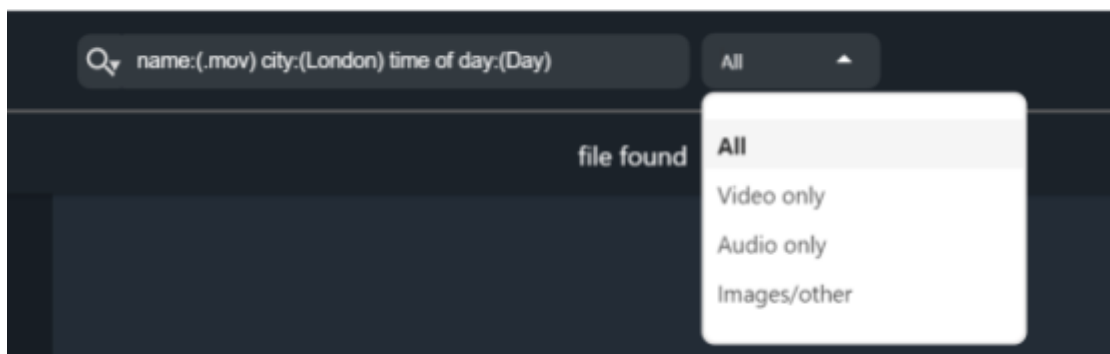 name:(.mov) city:(London) time of day:(Day)
All
file found
All
Video only
Audio only
Images/other